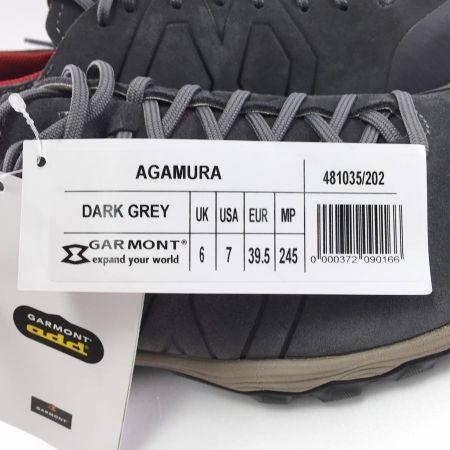 AGAMURA 481035/202
DARK GREY UK USA EUR MP
GARMONT® 6 7 39.5 245
expand your world
0 000372 090166
GARMONT
add
GARMONT